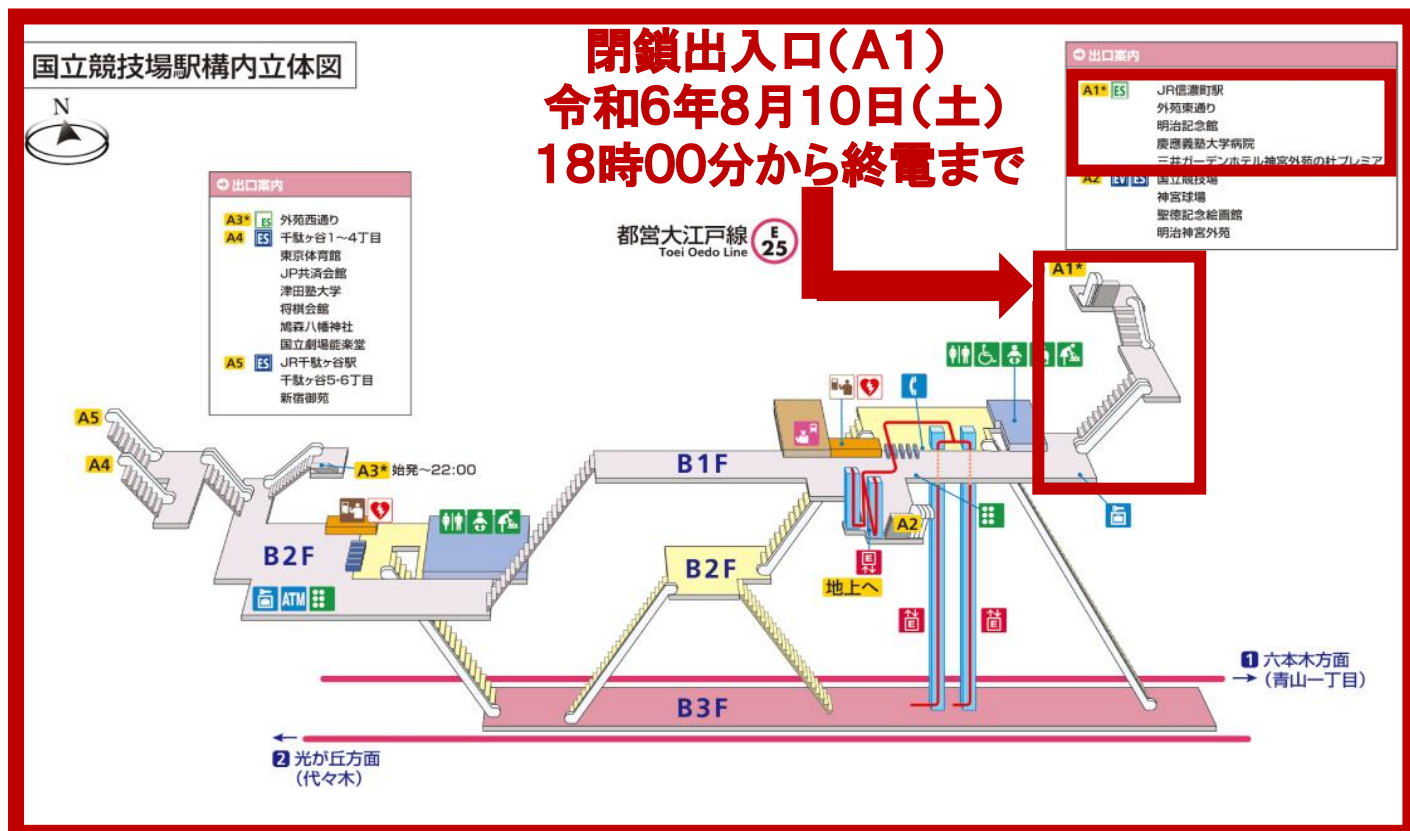 国立競技場駅構内立体図
N
閉鎖出入口(A1)
令和6年8月10日(土)
18時00分から終電まで
出口案内
A1* ES JR信濃町駅
外苑東通り
明治記念館
慶應義塾大学病院
三井ガーデンホテル神宮外苑の杜プレミア
A2 EV ES 国立競技場
神宮球場
聖徳記念絵画館
明治神宮外苑
出口案内
A3* ES 外苑西通り
A4 ES 千駄ヶ谷1～4丁目
東京体育館
JP共済会館
津田塾大学
将棋会館
鳩森八幡神社
国立劇場能楽堂
A5 ES JR千駄ヶ谷駅
千駄ヶ谷5・6丁目
新宿御苑
都営大江戸線
Toei Oedo Line
E
25
A1*
A5
A4
A3* 始発～22:00
B1F
A2
B2F
B2F
ATM
E
地上へ
E
E
B3F
1 六本木方面
→ (青山一丁目)
←
2 光が丘方面
(代々木)